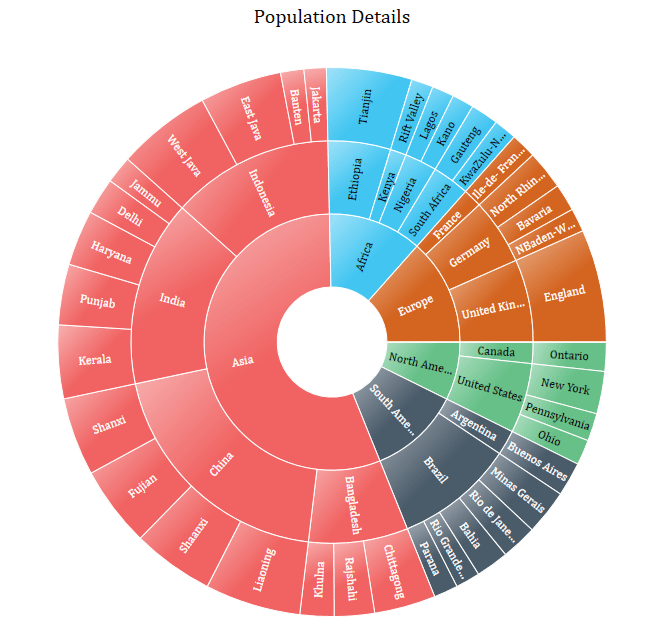 Population Details
Africa
Europe
North Ame...
South Ame...
Asia
Ethiopia
Kenya
Nigeria
South Africa
France
Germany
United Kin...
Canada
United States
Argentina
Brazil
Bangladesh
China
India
Indonesia
Tianjin
Rift Valley
Lagos
Kano
Gauteng
KwaZulu-N...
Ile-de- Fran...
North Rhin...
Bavaria
NBaden-W...
England
Ontario
New York
Pennsylvania
Ohio
Buenos Aires
Minas Gerais
Rio de Jane...
Bahia
Rio Grande...
Parana
Chittagong
Rajshahi
Khulna
Liaoning
Shaanxi
Fujian
Shanxi
Kerala
Punjab
Haryana
Delhi
Jammu
West Java
East Java
Banten
Jakarta